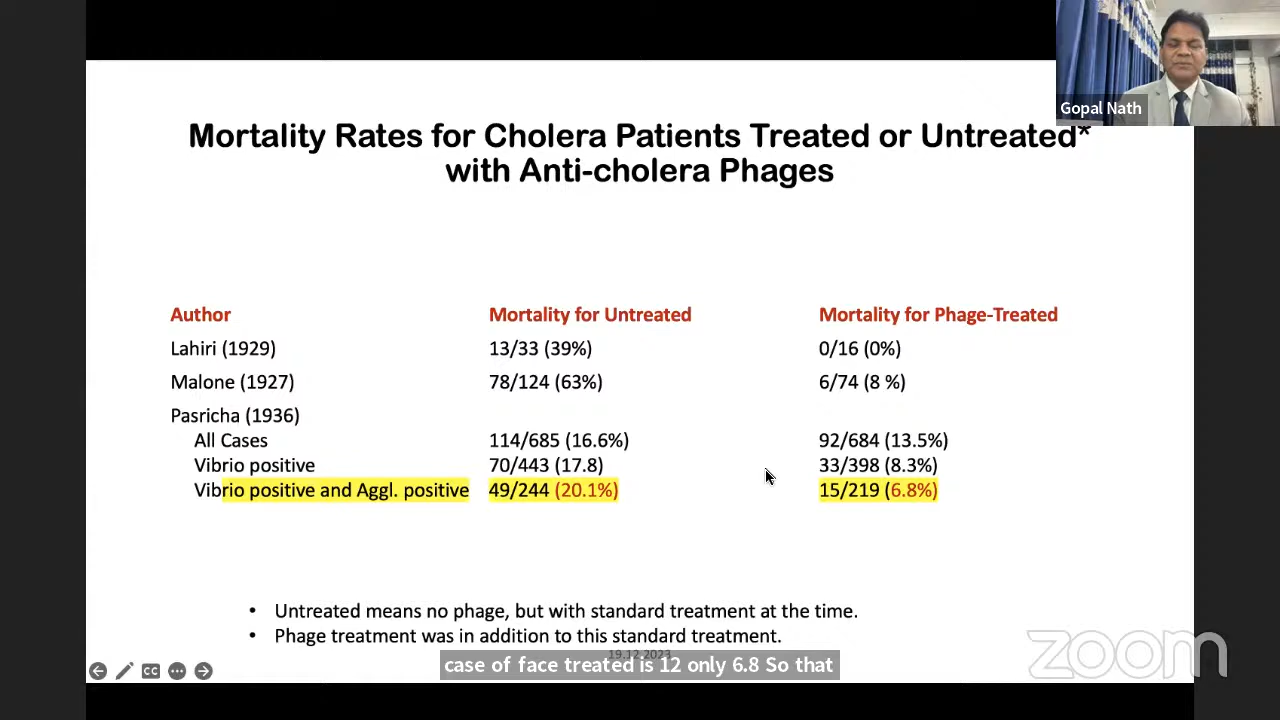 Gopal Nath
Mortality Rates for Cholera Patients Treated or Untreated*
with Anti-cholera Phages
Author Mortality for Untreated Mortality for Phage-Treated
Lahiri (1929) 13/33 (39%) 0/16 (0%)
Malone (1927) 78/124 (63%) 6/74 (8 %)
Pasricha (1936)
All Cases 114/685 (16.6%) 92/684 (13.5%)
Vibrio positive 70/443 (17.8) 33/398 (8.3%)
Vibrio positive and Aggl. positive 49/244 (20.1%) 15/219 (6.8%)
• Untreated means no phage, but with standard treatment at the time.
• Phage treatment was in addition to this standard treatment.
19.12.2023
case of face treated is 12 only 6.8 So that
CC
zoom